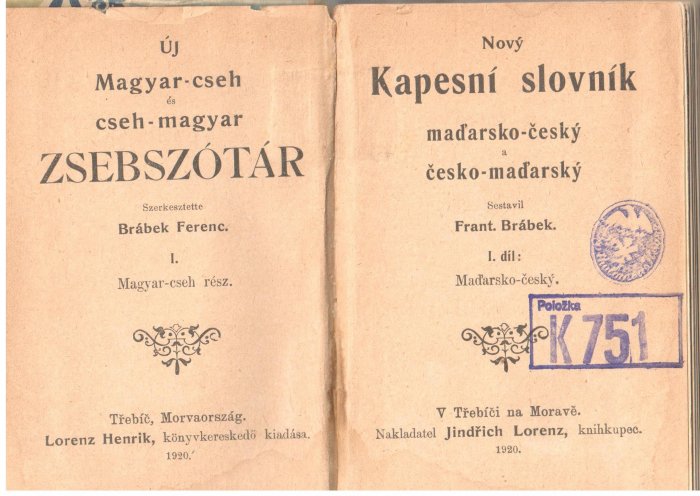 Új
Magyar-cseh
és
cseh-magyar
ZSEBSZÓTÁR
Szerkesztette
Brábek Ferenc.
I.
Magyar-cseh rész.
Třebíč, Morvaország.
Lorenz Henrik, könyvkereskedő kiadása.
1920.
Nový
Kapesní slovník
maďarsko-český
a
česko-maďarský
Sestavil
Frant. Brábek.
I. díl:
Maďarsko-český.
Položka
K 751
V Třebíči na Moravě.
Nakladatel Jindřich Lorenz, knihkupec.
1920.